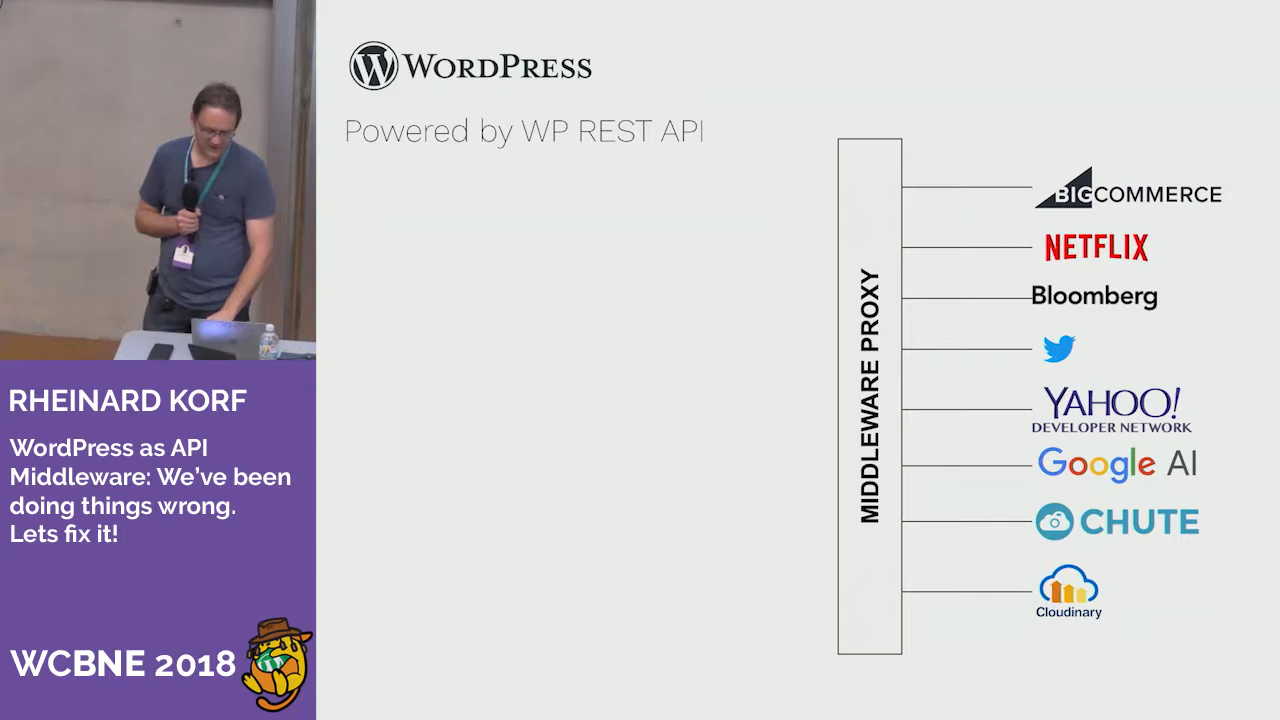 WORDPRESS
Powered by WP REST API
MIDDLEWARE PROXY
BIGCOMMERCE
NETFLIX
Bloomberg
YAHOO!
DEVELOPER NETWORK
Google AI
CHUTE
Cloudinary
RHEINARD KORF
WordPress as API
Middleware: We've been
doing things wrong.
Lets fix it!
WCBNE 2018